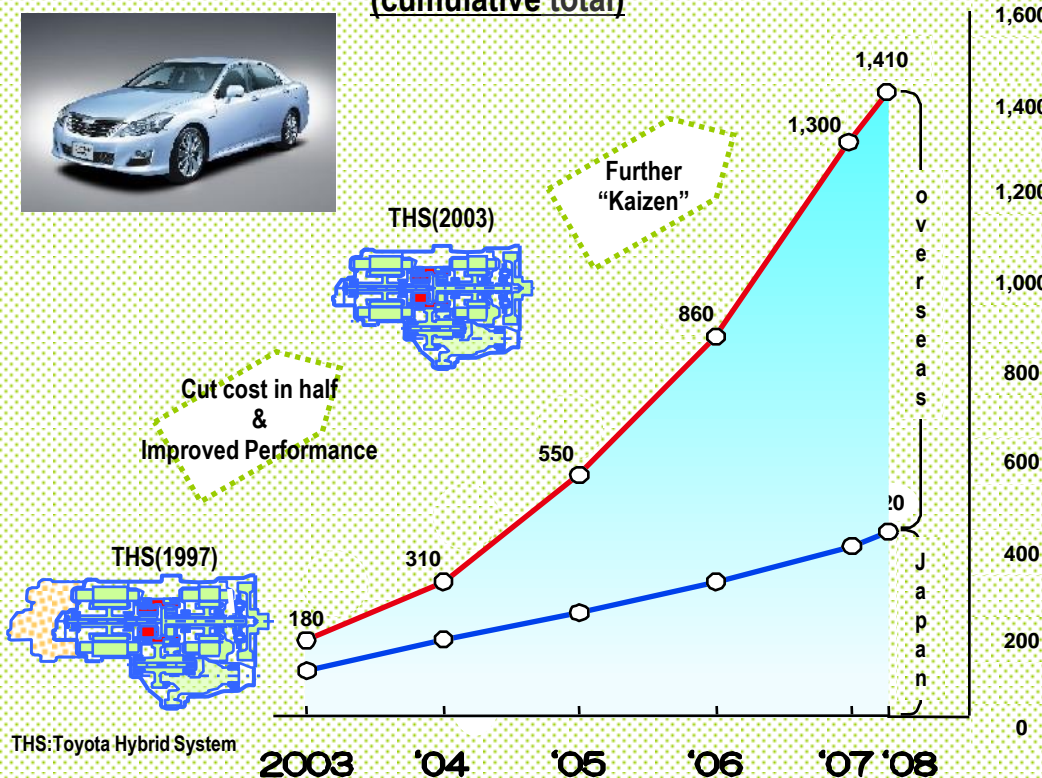 (cumulative total)
1,600
1,410
1,400
1,300
Further
“Kaizen”
1,200
THS(2003)
overseas
1,000
860
800
Cut cost in half
&
Improved Performance
600
550
20
400
THS(1997)
310
Japan
180
200
0
THS:Toyota Hybrid System
2003 ‘04 ‘05 ‘06 ‘07 ‘08